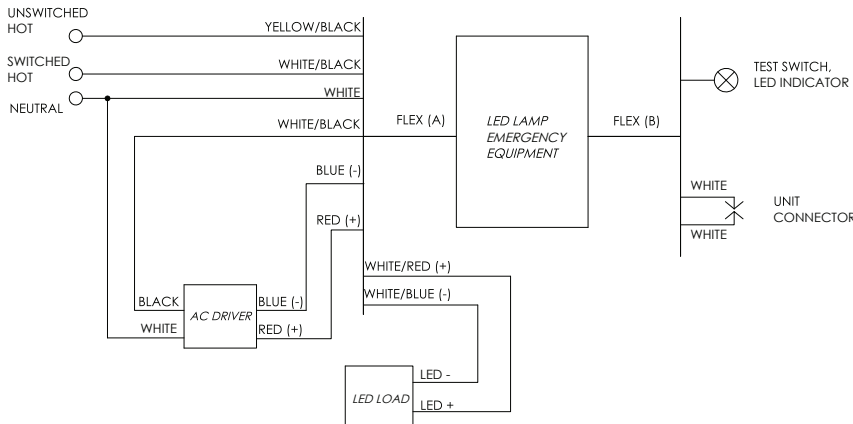 UNSWITCHED
HOT
YELLOW/BLACK
SWITCHED
HOT
WHITE/BLACK
NEUTRAL
WHITE
WHITE/BLACK
BLUE (-)
RED (+)
FLEX (A)
LED LAMP
EMERGENCY
EQUIPMENT
FLEX (B)
TEST SWITCH,
LED INDICATOR
WHITE
WHITE
UNIT
CONNECTOR
WHITE/RED (+)
WHITE/BLUE (-)
BLACK
WHITE
AC DRIVER
BLUE (-)
RED (+)
LED -
LED +
LED LOAD